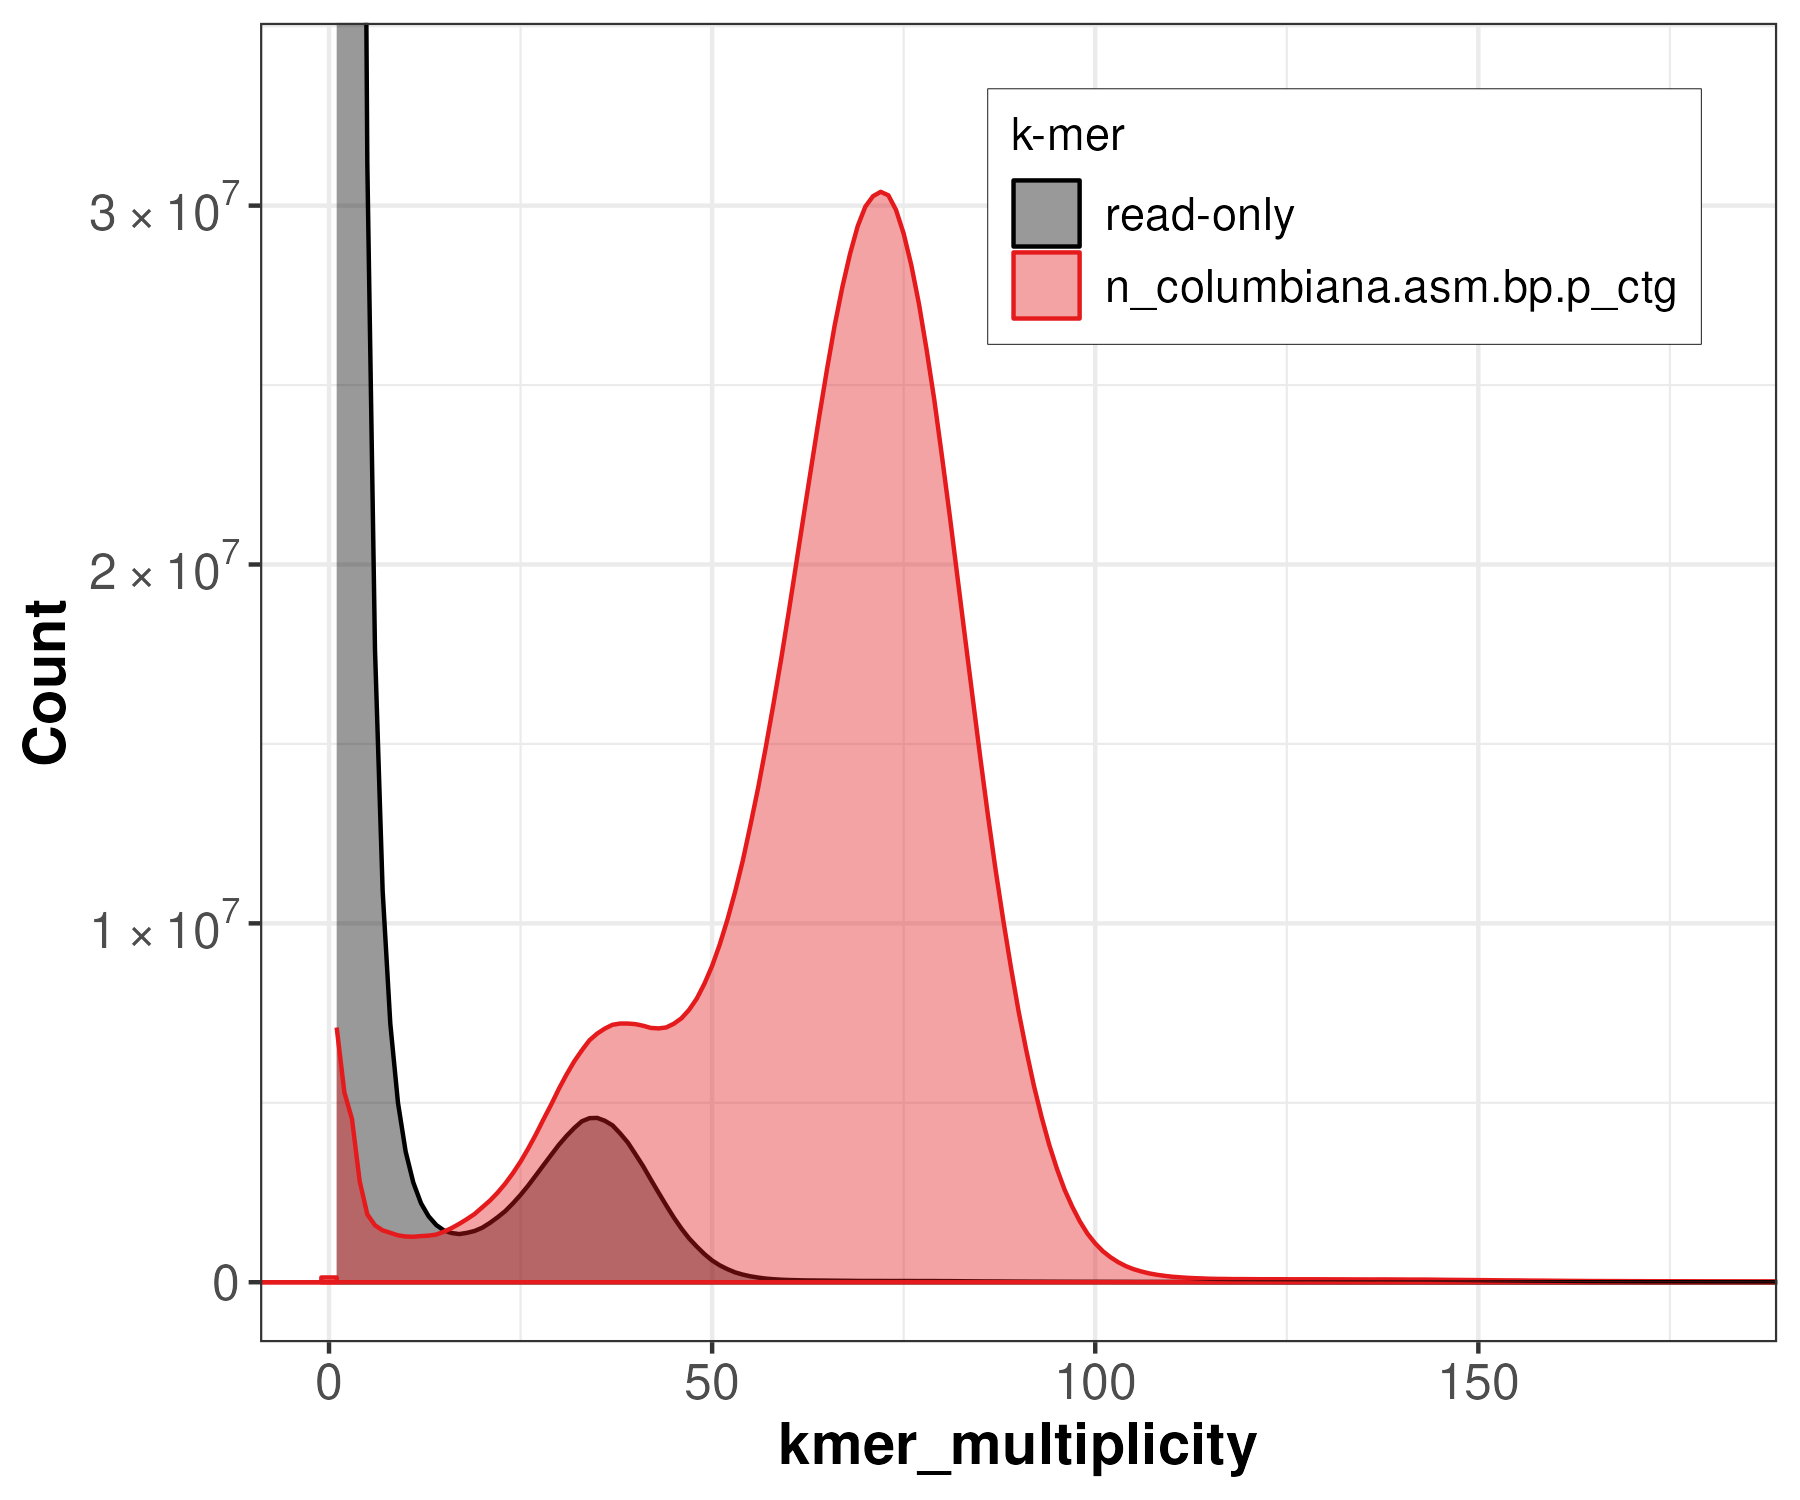 k-mer
read-only
n_columbiana.asm.bp.p_ctg
Count
3 × 10⁷
2 × 10⁷
1 × 10⁷
0
0 50 100 150
kmer_multiplicity